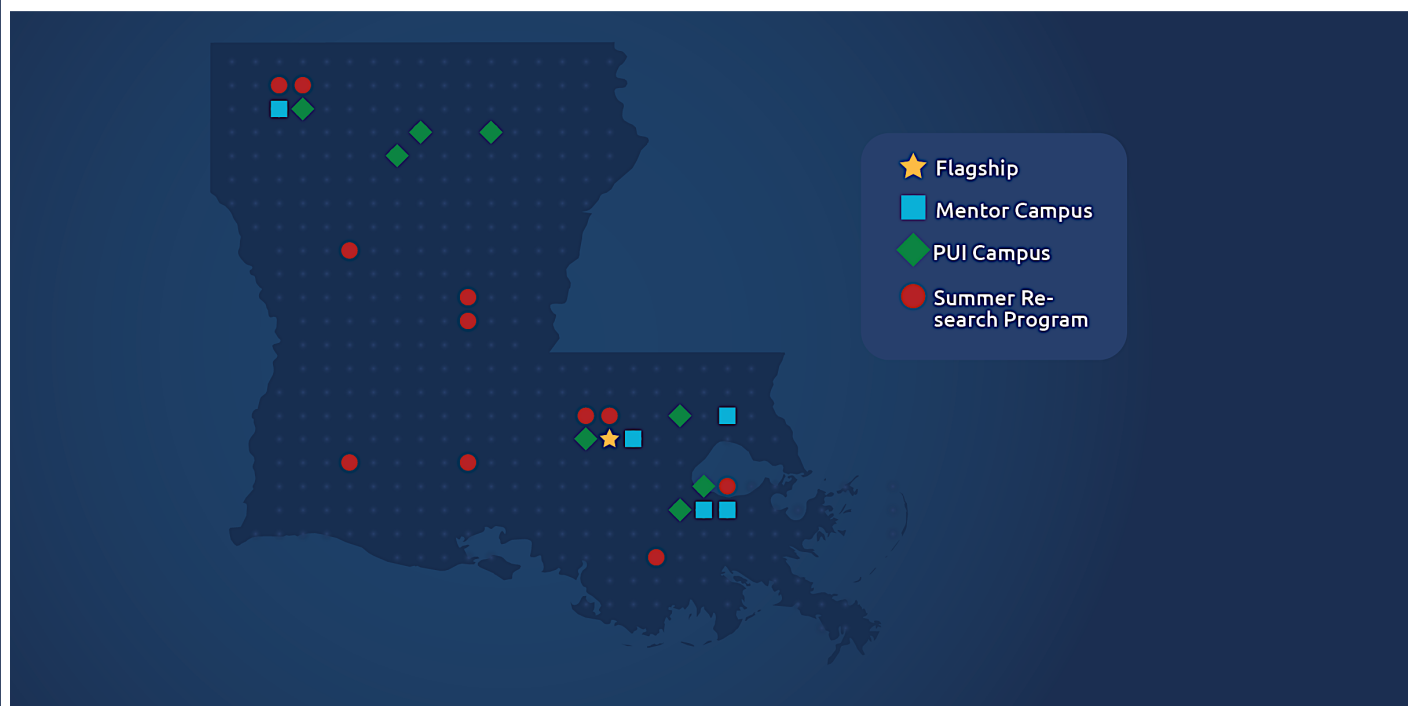 Flagship
Mentor Campus
PUI Campus
Summer Re-
search Program